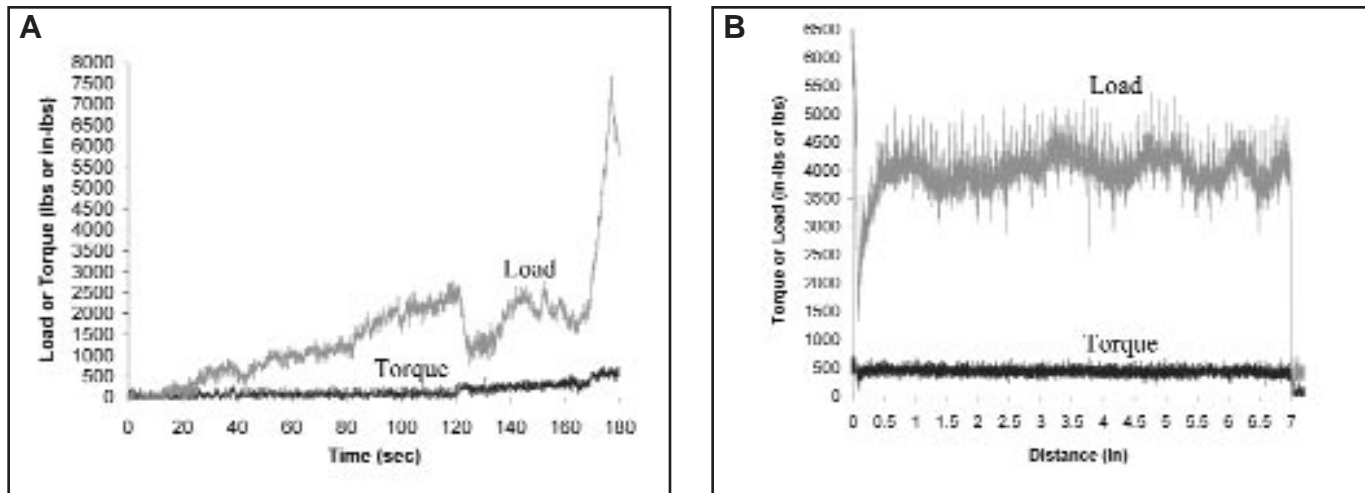 A
Load or Torque (lbs or in-lbs)
8000
7500
7000
6500
6000
5500
5000
4500
4000
3500
3000
2500
2000
1500
1000
500
0
Load
Torque
0 20 40 60 80 100 120 140 160 180
Time (sec)
B
Torque or Load (in-lbs or lbs)
6500
6000
5500
5000
4500
4000
3500
3000
2500
2000
1500
1000
500
0
Load
Torque
0 0.5 1 1.5 2 2.5 3 3.5 4 4.5 5 5.5 6 6.5 7
Distance (in)